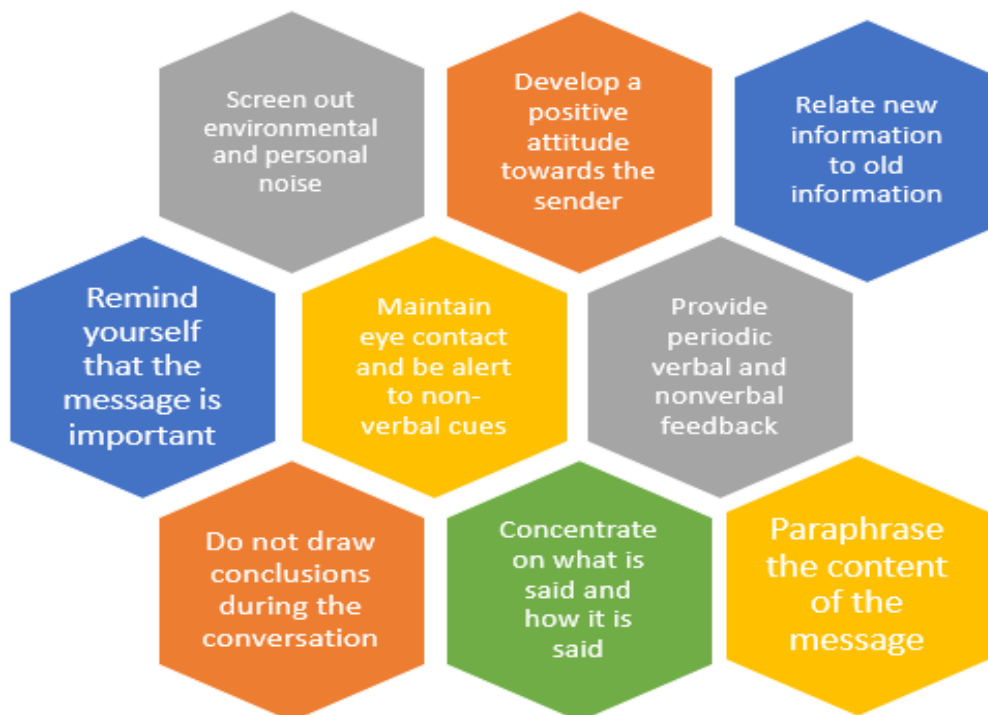 Screen out
environmental
and personal
noise
Develop a
positive
attitude
towards the
sender
Relate new
information
to old
information
Remind
yourself
that the
message is
important
Maintain
eye contact
and be alert
to non-
verbal cues
Provide
periodic
verbal and
nonverbal
feedback
Do not draw
conclusions
during the
conversation
Concentrate
on what is
said and
how it is
said
Paraphrase
the content
of the
message